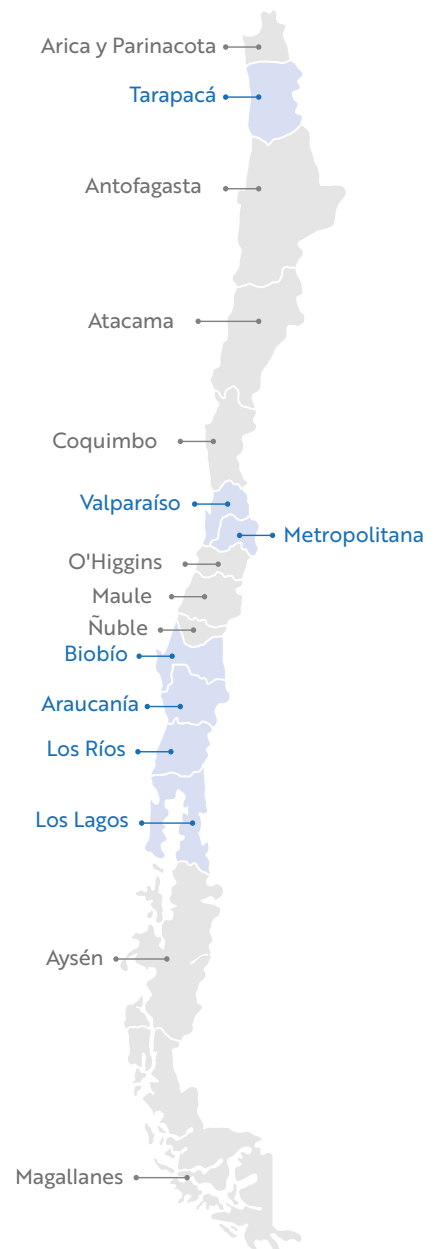 Arica y Parinacota
Tarapacá
Antofagasta
Atacama
Coquimbo
Valparaíso
Metropolitana
O'Higgins
Maule
Ñuble
Biobío
Araucanía
Los Ríos
Los Lagos
Aysén
Magallanes